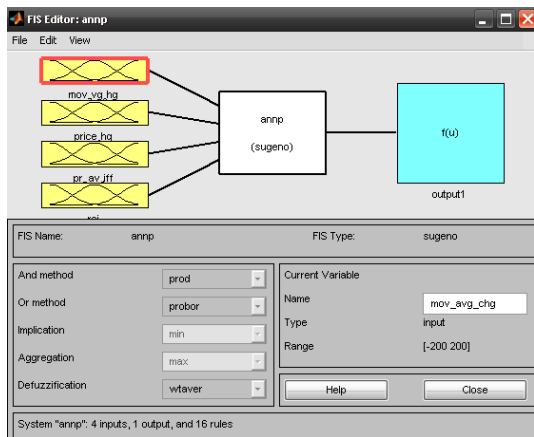 FIS Editor: annp
File Edit View
mov_vg_hg
price_hg
pr_av_iff
annp
(sugeno)
f(u)
output1
FIS Name: annp FIS Type: sugeno
And method prod
Or method probor
Implication min
Aggregation max
Defuzzification wtaver
Current Variable
Name mov_avg_chg
Type input
Range [-200 200]
Help Close
System "annp": 4 inputs, 1 output, and 16 rules